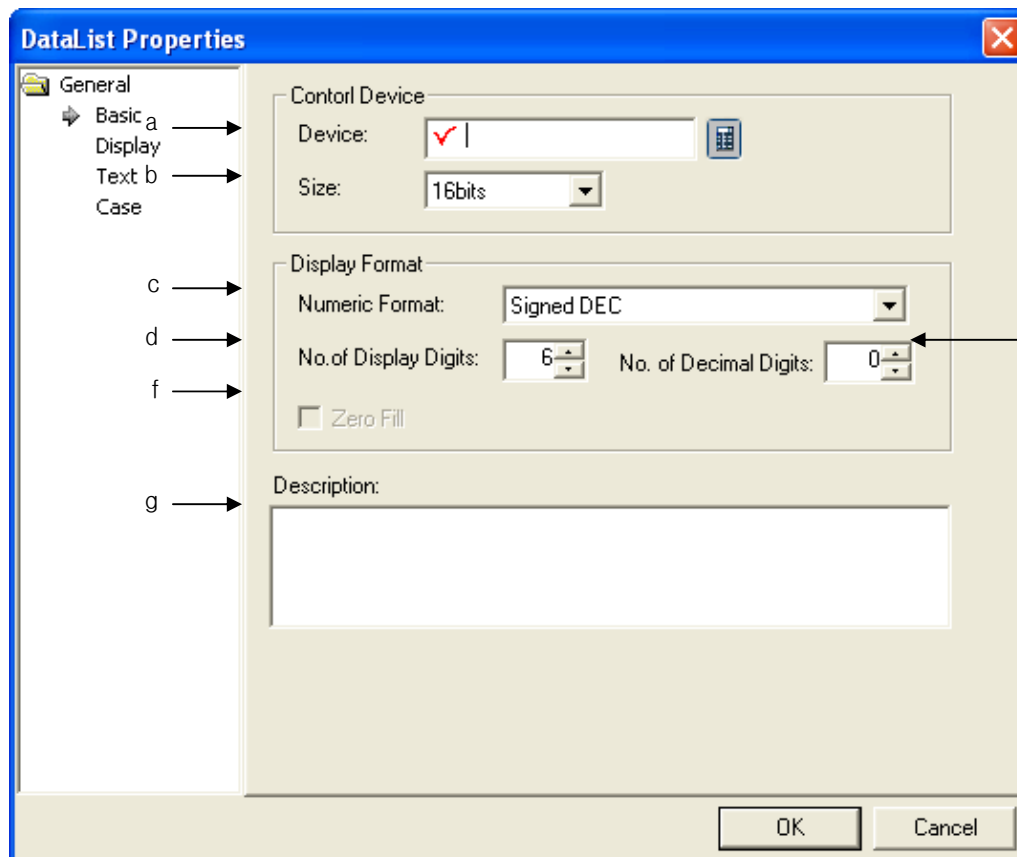 DataList Properties
General
Basic
Display
Text
Case
a
b
c
d
f
g
Contorl Device
Device:
Size:
16bits
Display Format
Numeric Format:
Signed DEC
No.of Display Digits:
6
No. of Decimal Digits:
0
Zero Fill
Description:
OK
Cancel